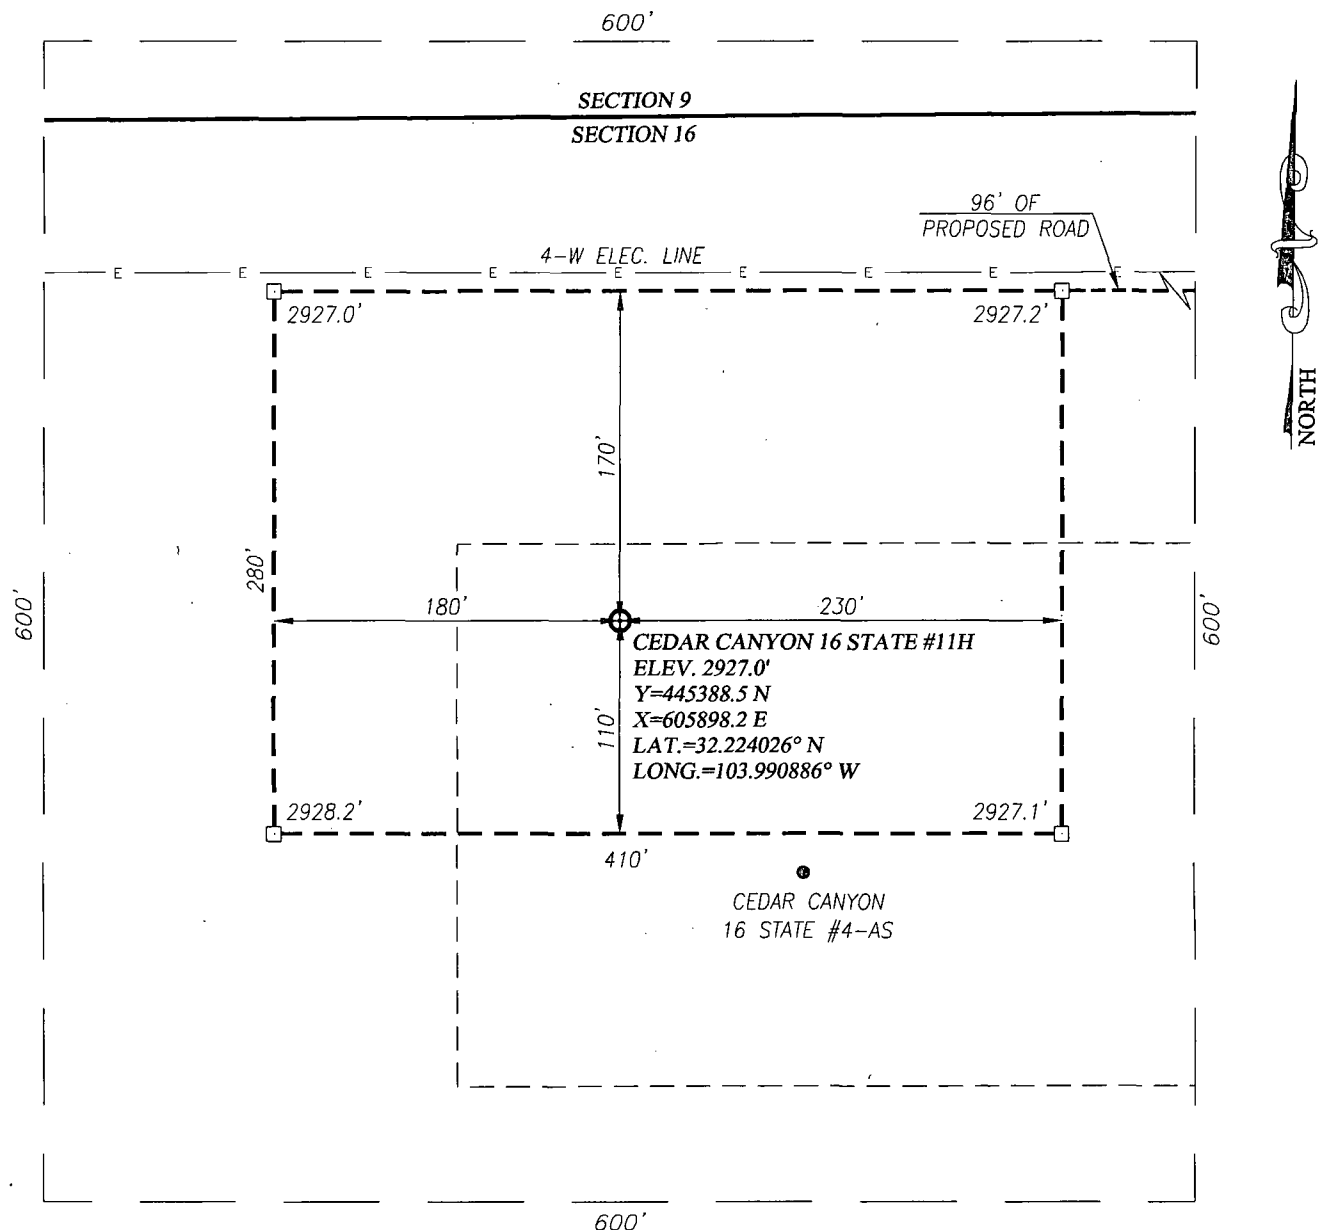 600'
SECTION 9
SECTION 16
96' OF
PROPOSED ROAD
4-W ELEC. LINE
E E E E E E E E E
2927.0'
2927.2'
170'
280'
600'
180'
230'
600'
CEDAR CANYON 16 STATE #11H
ELEV. 2927.0'
Y=445388.5 N
X=605898.2 E
LAT.=32.224026° N
LONG.=103.990886° W
110'
2928.2'
2927.1'
410'
CEDAR CANYON
16 STATE #4-AS
600'
NORTH